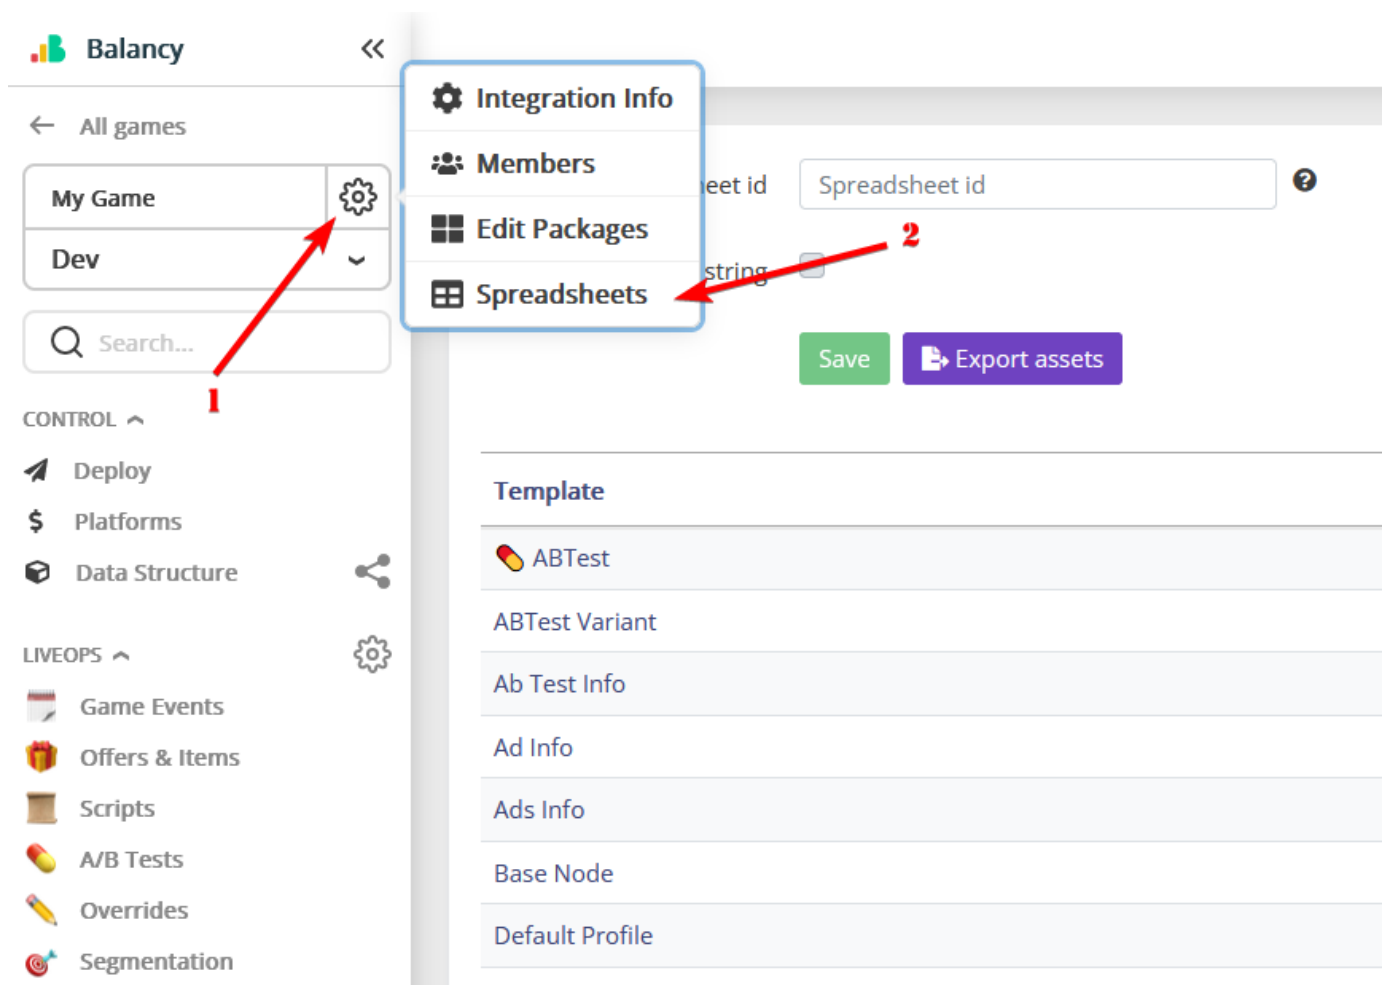 Balancy
All games
My Game
Dev
Search...
1
CONTROL
Deploy
Platforms
Data Structure
LIVEOPS
Game Events
Offers & Items
Scripts
A/B Tests
Overrides
Segmentation
Integration Info
Members
Edit Packages
Spreadsheets
eet id
Spreadsheet id
2
string
Save
Export assets
Template
ABTest
ABTest Variant
Ab Test Info
Ad Info
Ads Info
Base Node
Default Profile